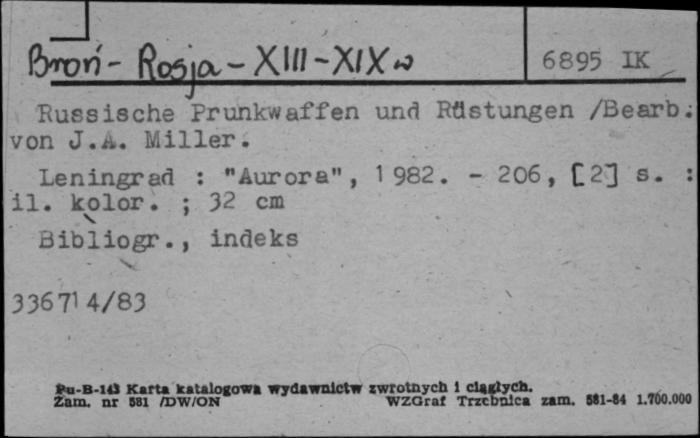 Broń - Rosja - XIII-XIX w
6895 IK
Russische Prunkwaffen und Rüstungen /Bearb.
von J.A. Miller.
Leningrad : "Aurora", 1982. - 206, [2] s. :
il. kolor. ; 32 cm
Bibliogr., indeks
336714/83
Pu-B-143 Karta katalogowa wydawnictw zwrotnych i ciągłych.
Zam. nr 581 /DW/ON WZGraf Trzebnica zam. 581-84 1.700.000